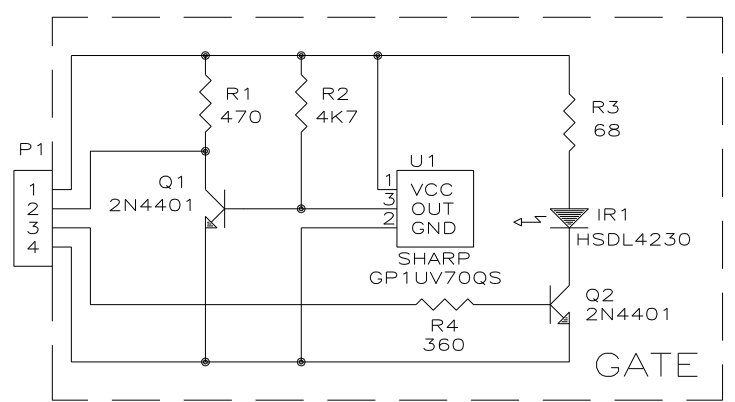 R1
470
R2
4K7
R3
68
P1
1
2
3
4
Q1
2N4401
U1
1
3
2
VCC
OUT
GND
SHARP
GP1UV70QS
IR1
HSDL4230
Q2
2N4401
R4
360
GATE